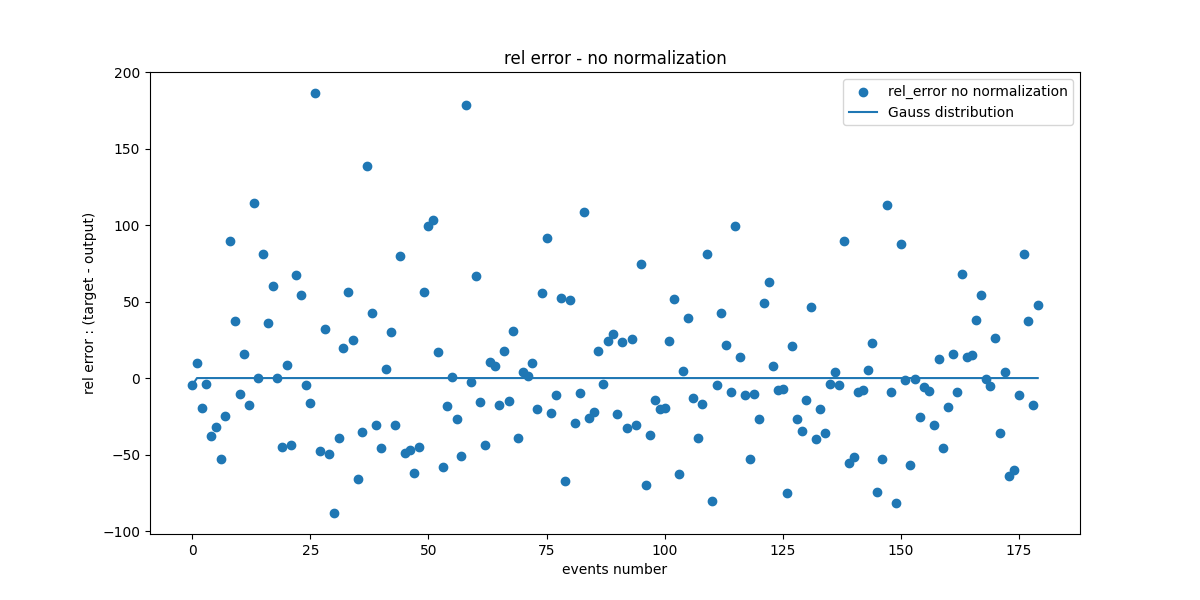 rel error - no normalization
rel_error no normalization
Gauss distribution
rel error : (target - output)
200
150
100
50
0
−50
−100
0 25 50 75 100 125 150 175
events number